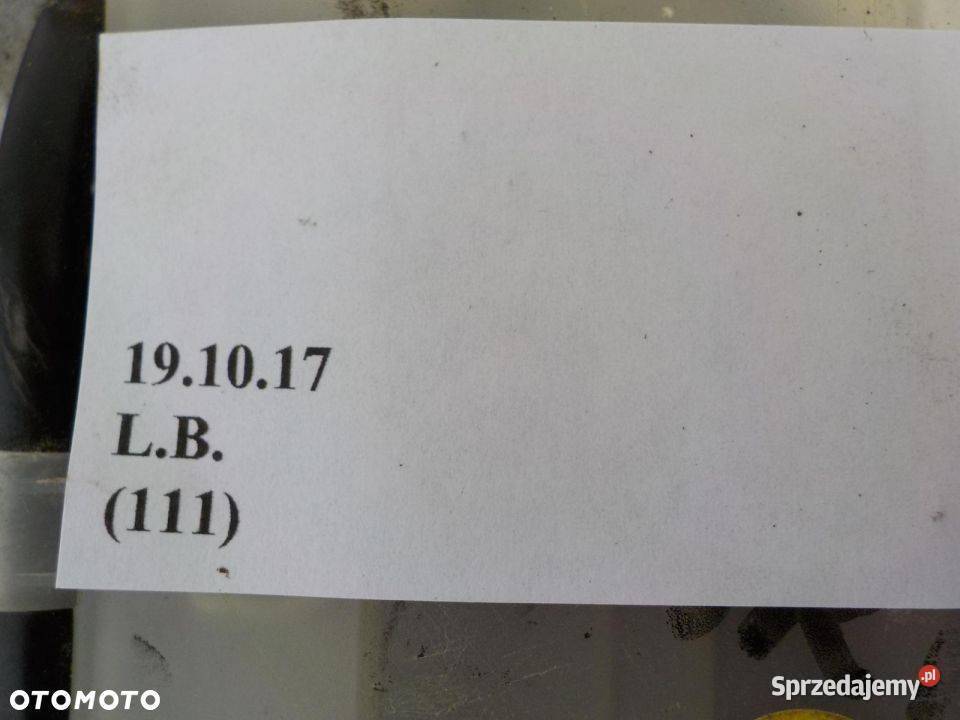 19.10.17
L.B.
(111)
OTOMOTO
Sprzedajemy.pl